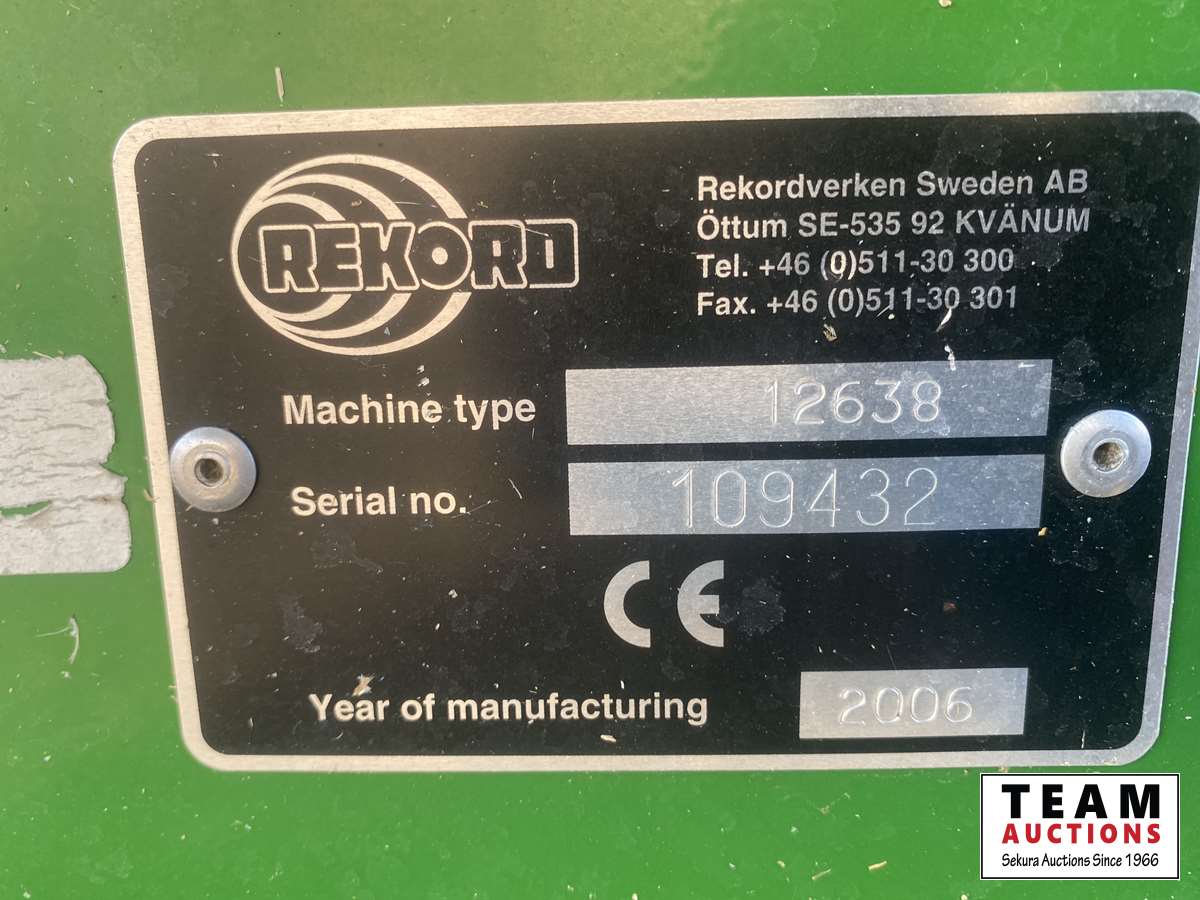 REKORD
Rekordverken Sweden AB
Öttum SE-535 92 KVÄNUM
Tel. +46 (0)511-30 300
Fax. +46 (0)511-30 301
Machine type 12638
Serial no. 109432
CE
Year of manufacturing 2006
TEAM
AUCTIONS
Sekura Auctions Since 1966